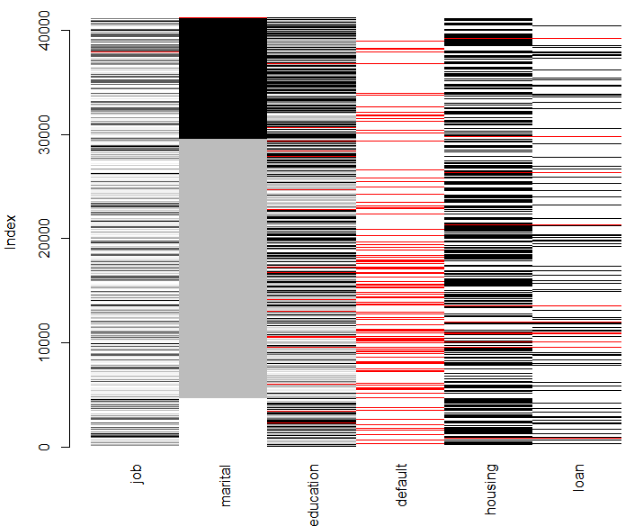 Index
40000
30000
20000
10000
0
job
marital
education
default
housing
loan